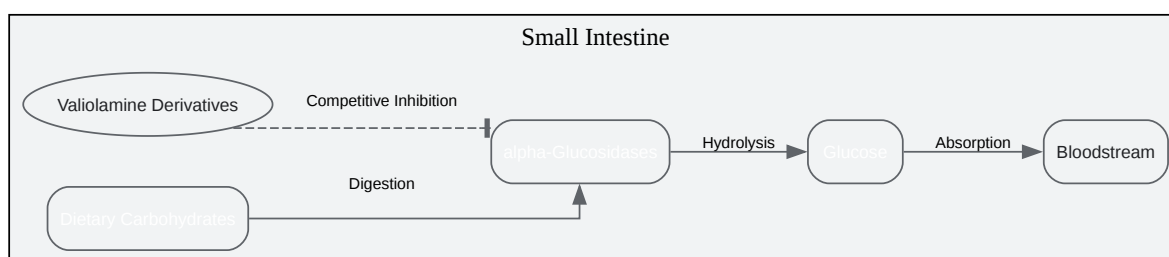 Small Intestine
Valiolamine Derivatives
Competitive Inhibition
alpha-Glucosidases
Hydrolysis
Glucose
Absorption
Bloodstream
Digestion
Dietary Carbohydrates